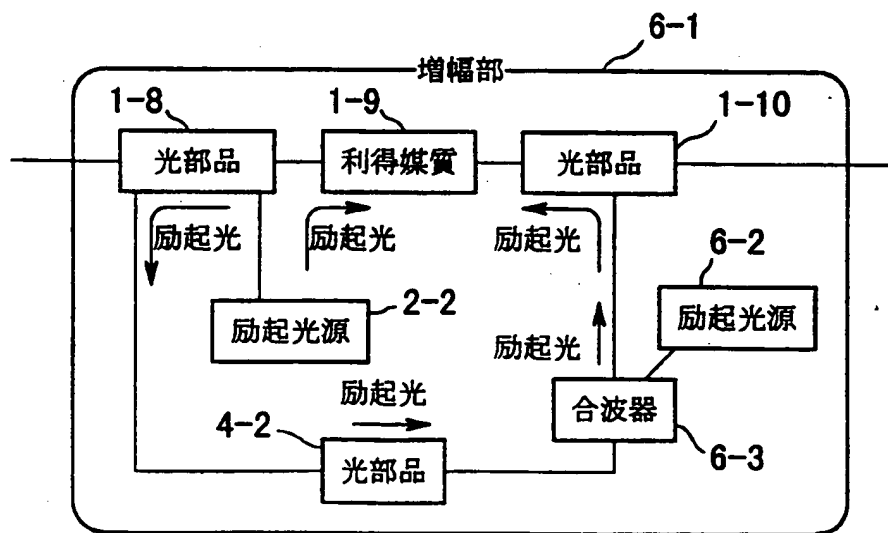 6-1
増幅部
1-8
1-9
1-10
光部品
利得媒質
光部品
励起光
励起光
励起光
6-2
励起光源
2-2
励起光源
励起光
励起光
合波器
4-2
光部品
6-3